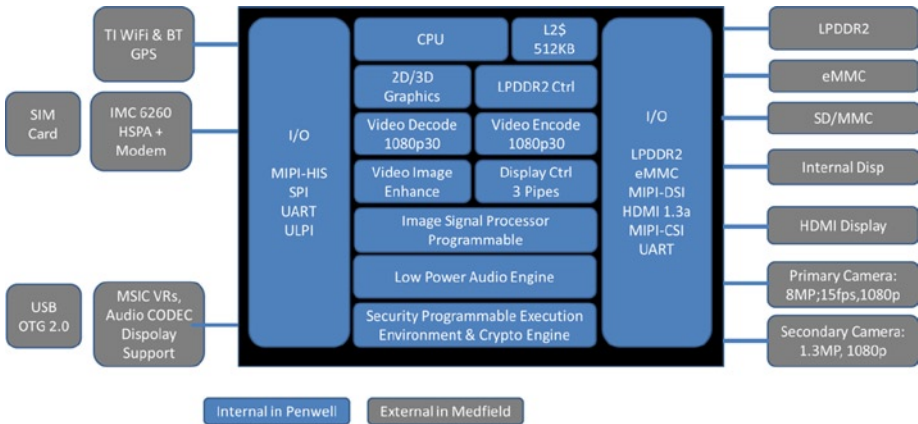 TI WiFi & BT
GPS
SIM
Card
IMC 6260
HSPA +
Modem
USB
OTG 2.0
MSIC VRs,
Audio CODEC
Dispolay
Support
I/O
MIPI-HIS
SPI
UART
ULPI
CPU
L2$
512KB
2D/3D
Graphics
LPDDR2 Ctrl
Video Decode
1080p30
Video Encode
1080p30
Video Image
Enhance
Display Ctrl
3 Pipes
Image Signal Processor
Programmable
Low Power Audio Engine
Security Programmable Execution
Environment & Crypto Engine
I/O
LPDDR2
eMMC
MIPI-DSI
HDMI 1.3a
MIPI-CSI
UART
LPDDR2
eMMC
SD/MMC
Internal Disp
HDMI Display
Primary Camera:
8MP;15fps,1080p
Secondary Camera:
1.3MP, 1080p
Internal in Penwell
External in Medfield